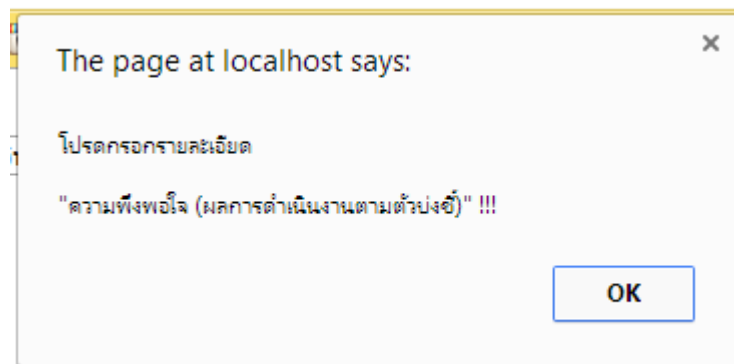 The page at localhost says:
โปรดกรอกรายละเอียด
"ความพึงพอใจ (ผลการดำเนินงานตามตัวบ่งชี้)" !!!
OK